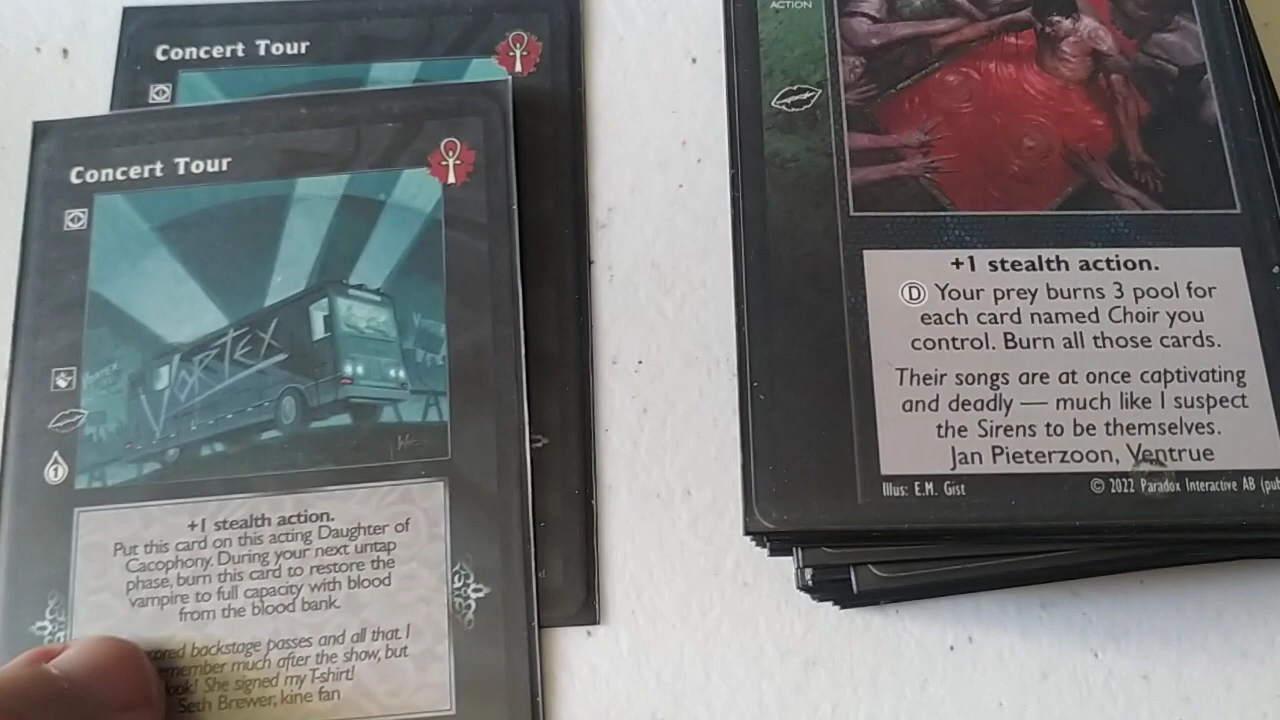 Concert Tour
Concert Tour
VORTEX
1
+1 stealth action.
Put this card on this acting Daughter of
Cacophony. During your next untap
phase, burn this card to restore the
vampire to full capacity with blood
from the blood bank.
backstage passes and all that. I
remember much after the show, but
look! She signed my T-shirt!
Seth Brewer, kine fan
ACTION
+1 stealth action.
D Your prey burns 3 pool for
each card named Choir you
control. Burn all those cards.
Their songs are at once captivating
and deadly — much like I suspect
the Sirens to be themselves.
Jan Pieterzoon, Ventrue
Illus: E.M. Gist
© 2022 Paradox Interactive AB (pub